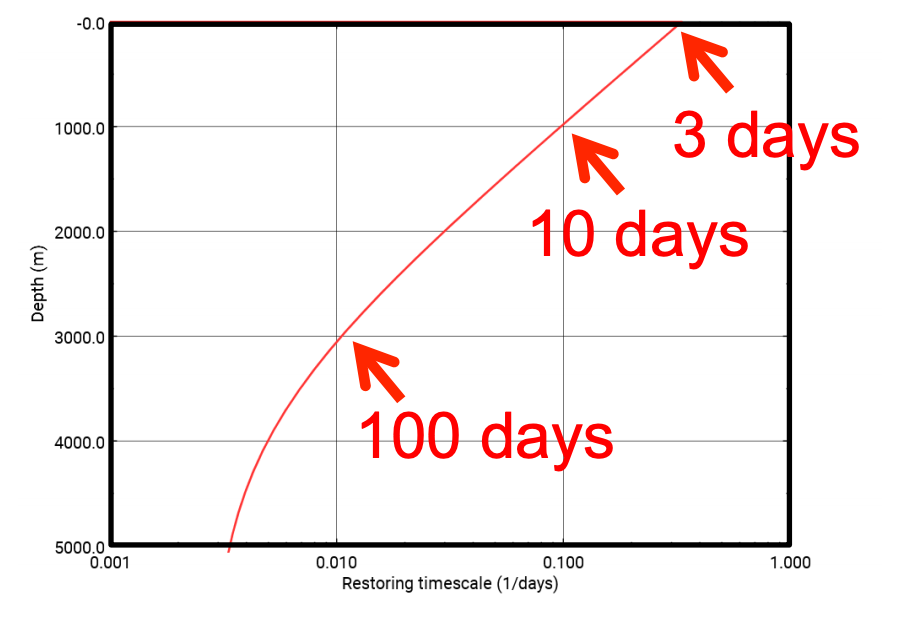 -0.0
1000.0
3 days
2000.0
10 days
Depth (m)
3000.0
100 days
4000.0
5000.0
0.001 0.010 0.100 1.000
Restoring timescale (1/days)